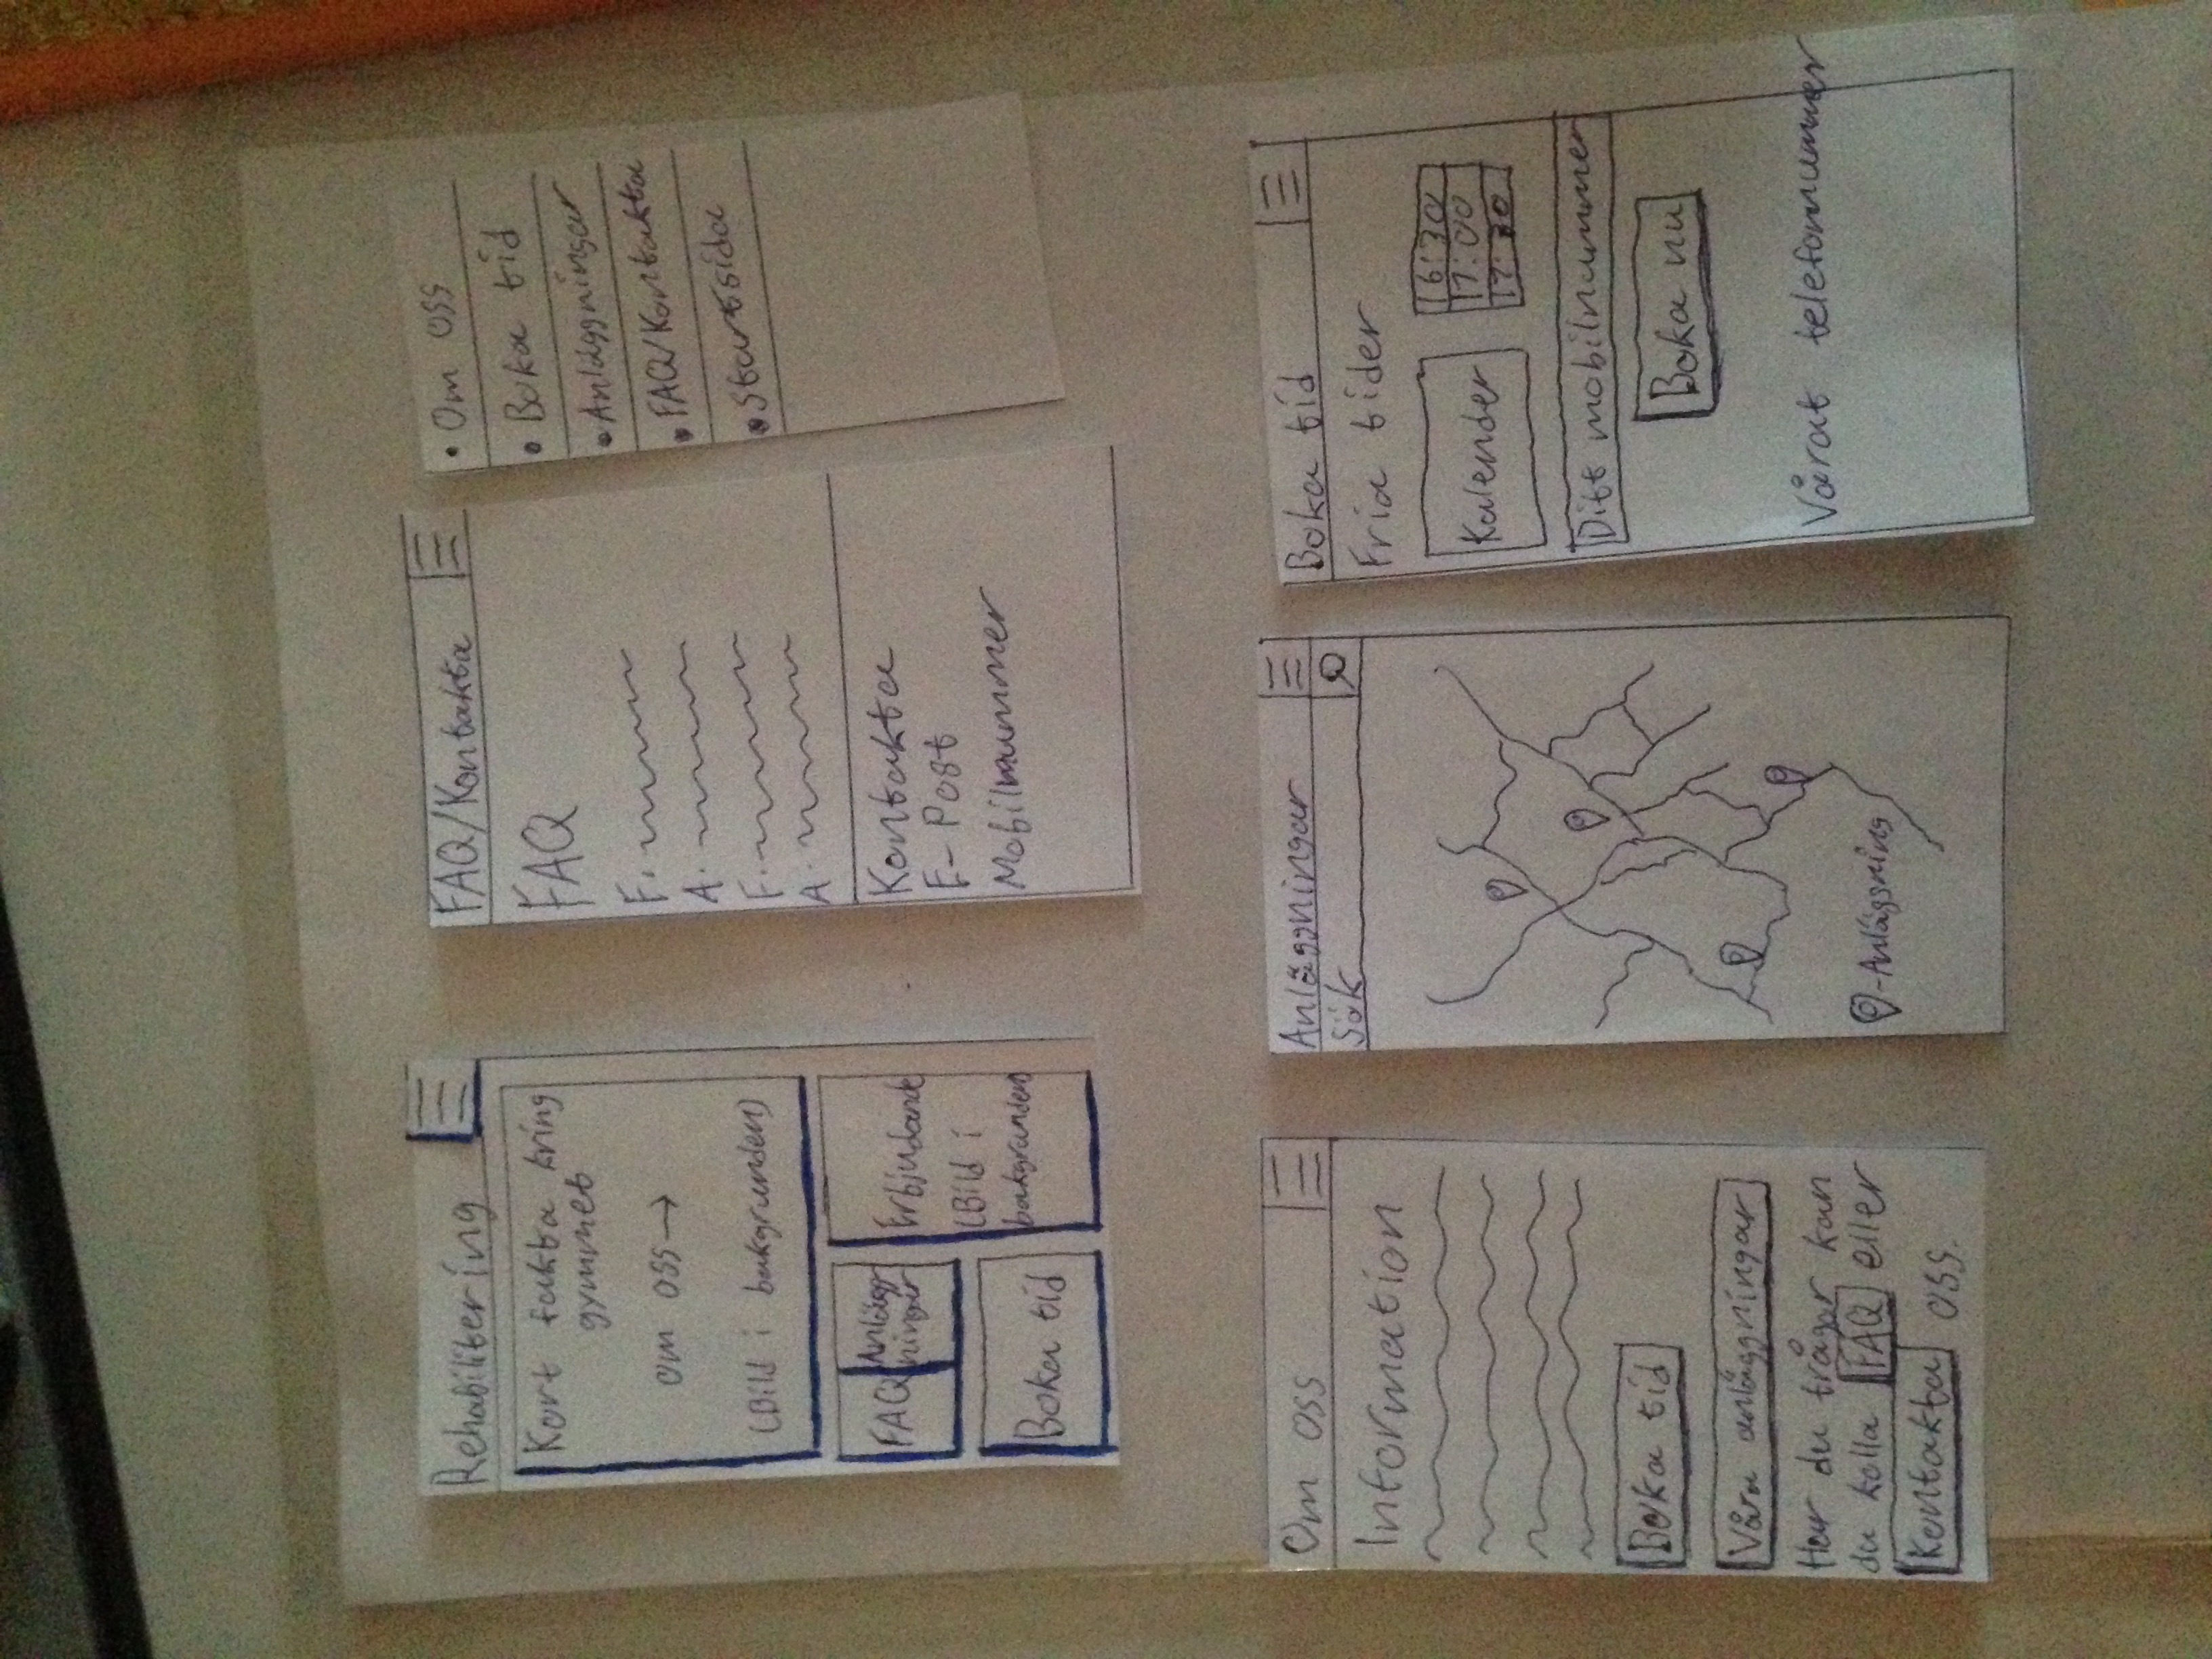 Rehabilitering
Kort fakta kring
gymmet
om oss→
(Bild i bakgrunden)
FAQ
Anlägg-
ningar
Boka tid
Erbjudande
(Bild i
bakgrunden)
FAQ/Kontakta
FAQ
F.
A.
F.
A.
Kontakta
E-Post
Mobilnummer
• Om oss
• Boka tid
• Anläggningar
• FAQ/Kontakta
• Startsida
Om oss
Information
Boka tid
Våra anläggningar
Har du frågor kan
du kolla FAQ eller
Kontakta oss.
Anläggningar
Sök
-Anläggning
Boka tid
Fria tider
Kalender
16:30
17:00
17:30
Ditt mobilnummer
Boka nu
Vårat telefonnummer